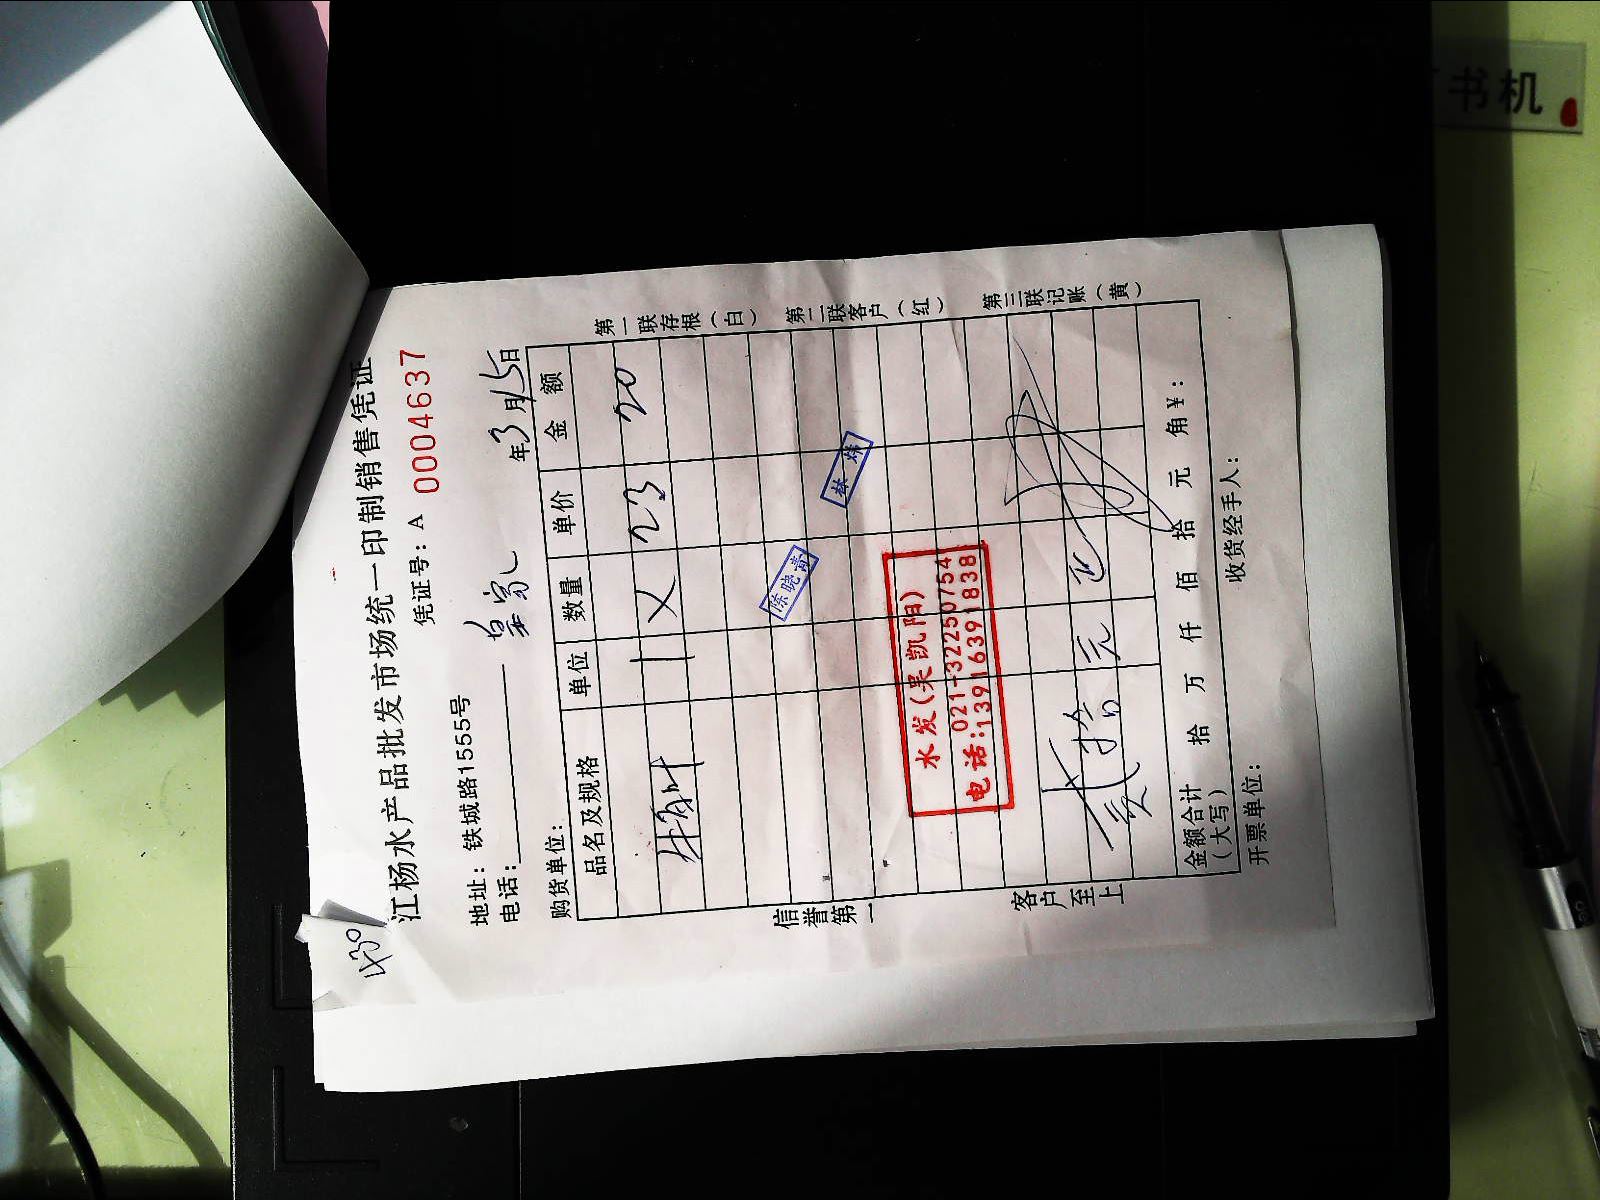 江杨水产品批发市场统一印制销售凭证
凭证号：A 0004637
地址：铁城路1555号
电话：
购货单位：
年3月15日
品名及规格 单位 数量 单价 金额
23 20
陈晓清
水发(吴凯阳)
021-32250754
电话:13916391838
贰拾元正
金额合计（大写） 拾 万 仟 佰 拾 元 角 ¥：
开票单位： 收货经手人：
信誉第一
客户至上
第一联存根（白）
第二联客户（红）
第三联记账（黄）
书机